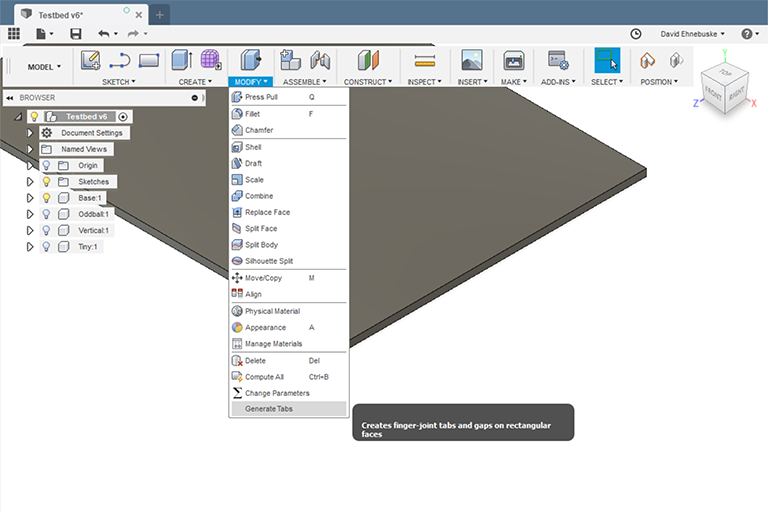 Testbed v6*
David Ehnebuske
MODEL
SKETCH
CREATE
MODIFY
ASSEMBLE
CONSTRUCT
INSPECT
INSERT
MAKE
ADD-INS
SELECT
POSITION
Y
TOP
FRONT
RIGHT
Z
X
BROWSER
Testbed v6
Document Settings
Named Views
Origin
Sketches
Base:1
Oddball:1
Vertical:1
Tiny:1
Press Pull Q
Fillet F
Chamfer
Shell
Draft
Scale
Combine
Replace Face
Split Face
Split Body
Silhouette Split
Move/Copy M
Align
Physical Material
Appearance A
Manage Materials
Delete Del
Compute All Ctrl+B
Change Parameters
Generate Tabs
Creates finger-joint tabs and gaps on rectangular
faces